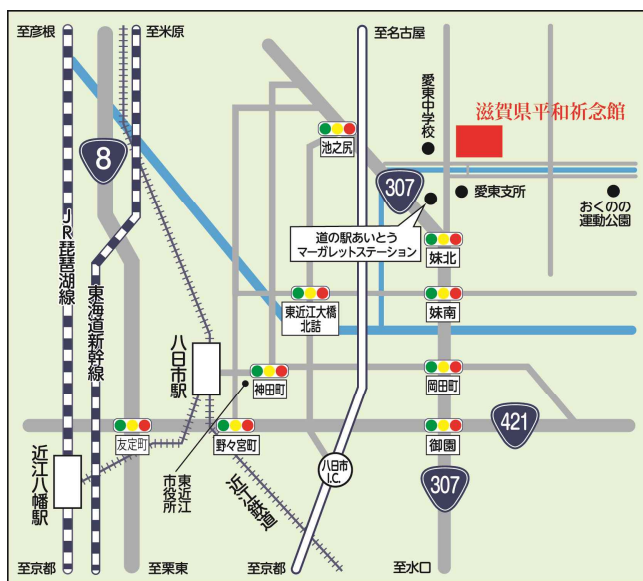 至彦根
至米原
至名古屋
愛東中学校
滋賀県平和祈念館
池之尻
8
307
愛東支所
おくのの
運動公園
道の駅あいとう
マーガレットステーション
妹北
JR琵琶湖線
東海道新幹線
東近江大橋
北詰
妹南
八日市駅
神田町
岡田町
421
友定町
野々宮町
御園
近江八幡駅
東近江
市役所
近江鉄道
八日市
I.C.
307
至京都
至栗東
至京都
至水口